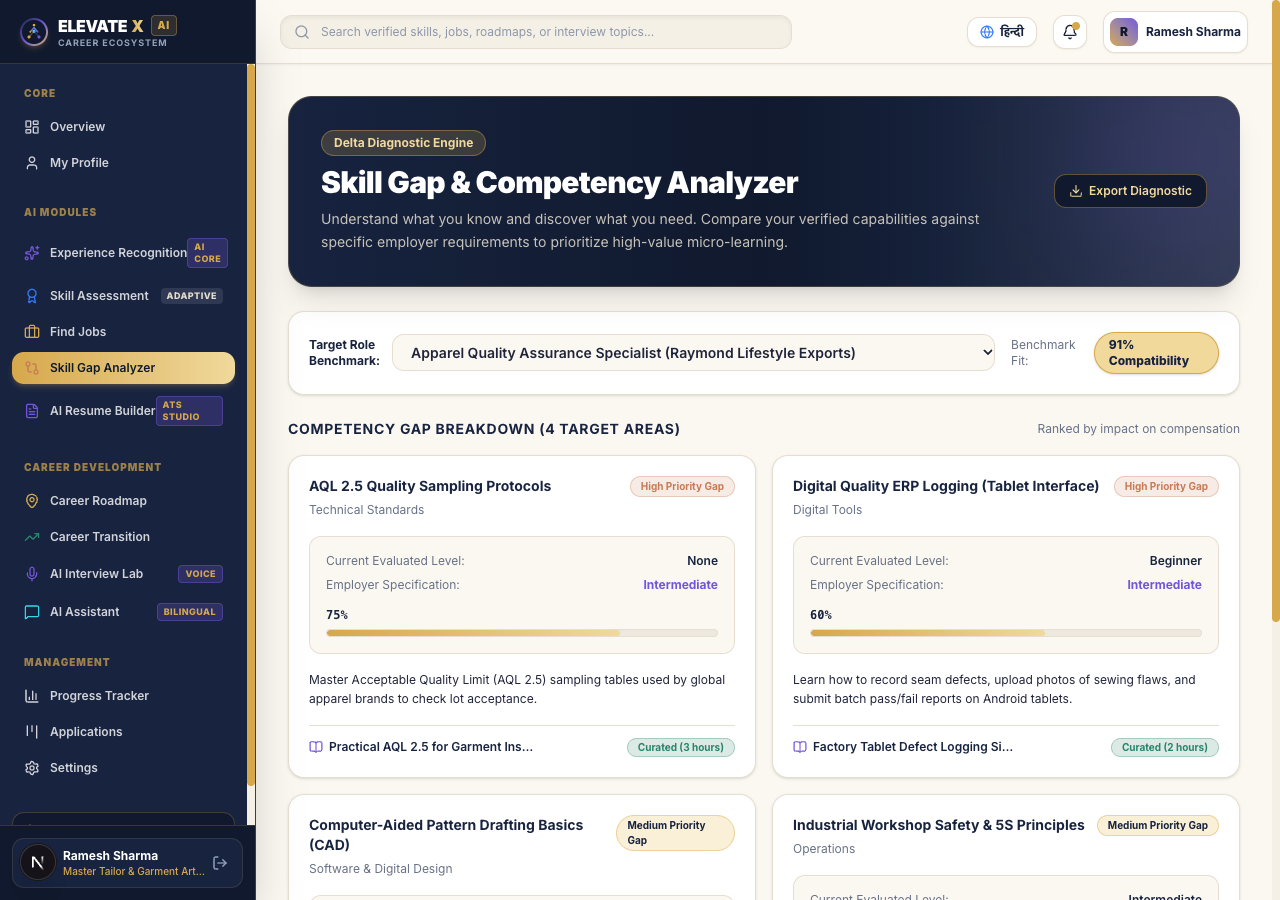 ELEVATE X AI
CAREER ECOSYSTEM
Search verified skills, jobs, roadmaps, or interview topics...
हिन्दी
R
Ramesh Sharma
CORE
Overview
My Profile
AI MODULES
Experience Recognition
AI
CORE
Skill Assessment
ADAPTIVE
Find Jobs
Skill Gap Analyzer
AI Resume Builder
ATS
STUDIO
CAREER DEVELOPMENT
Career Roadmap
Career Transition
AI Interview Lab
VOICE
AI Assistant
BILINGUAL
MANAGEMENT
Progress Tracker
Applications
Settings
N
Ramesh Sharma
Master Tailor & Garment Art...
Delta Diagnostic Engine
Skill Gap & Competency Analyzer
Understand what you know and discover what you need. Compare your verified capabilities against
specific employer requirements to prioritize high-value micro-learning.
Export Diagnostic
Target Role
Benchmark:
Apparel Quality Assurance Specialist (Raymond Lifestyle Exports)
Benchmark
Fit:
91%
Compatibility
COMPETENCY GAP BREAKDOWN (4 TARGET AREAS)
Ranked by impact on compensation
AQL 2.5 Quality Sampling Protocols
High Priority Gap
Technical Standards
Current Evaluated Level:
None
Employer Specification:
Intermediate
75%
Master Acceptable Quality Limit (AQL 2.5) sampling tables used by global
apparel brands to check lot acceptance.
Practical AQL 2.5 for Garment Ins...
Curated (3 hours)
Digital Quality ERP Logging (Tablet Interface)
High Priority Gap
Digital Tools
Current Evaluated Level:
Beginner
Employer Specification:
Intermediate
60%
Learn how to record seam defects, upload photos of sewing flaws, and
submit batch pass/fail reports on Android tablets.
Factory Tablet Defect Logging Si...
Curated (2 hours)
Computer-Aided Pattern Drafting Basics
(CAD)
Medium Priority
Gap
Software & Digital Design
Industrial Workshop Safety & 5S Principles
Medium Priority Gap
Operations
Current Evaluated Level:
Intermediate